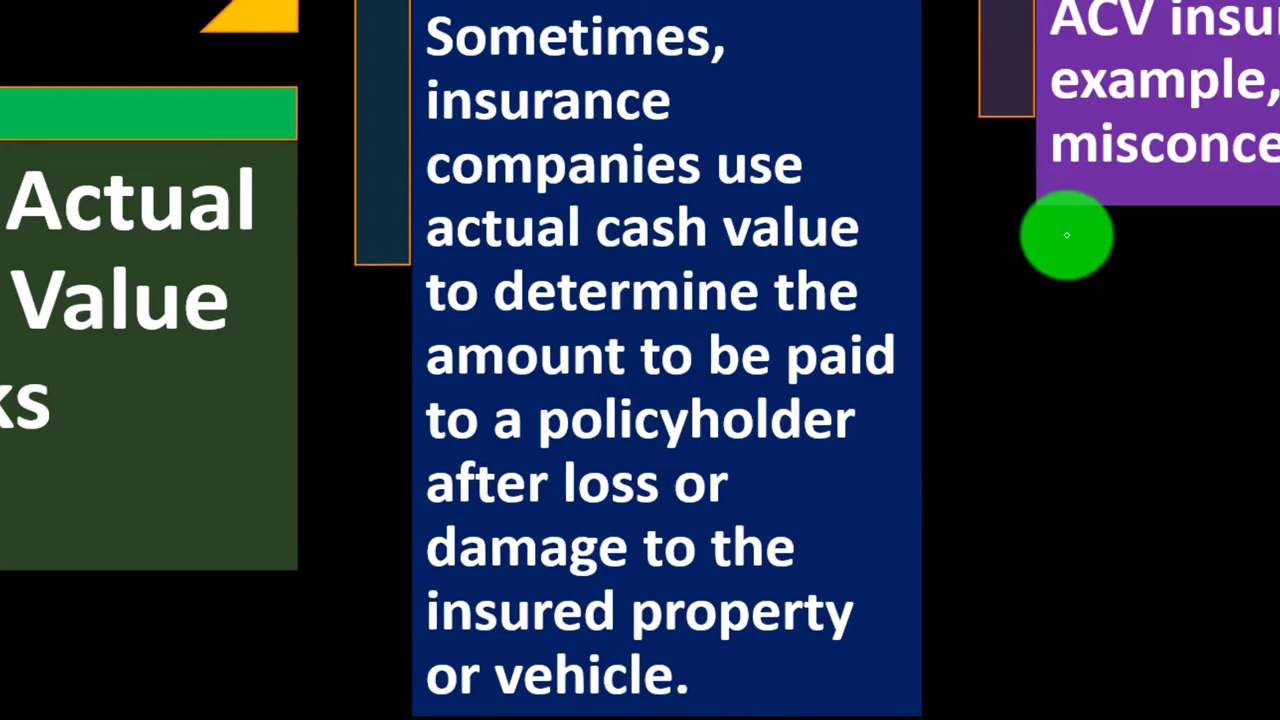 Actual
Value
ks
Sometimes,
insurance
companies use
actual cash value
to determine the
amount to be paid
to a policyholder
after loss or
damage to the
insured property
or vehicle.
ACV insu
example,
misconce